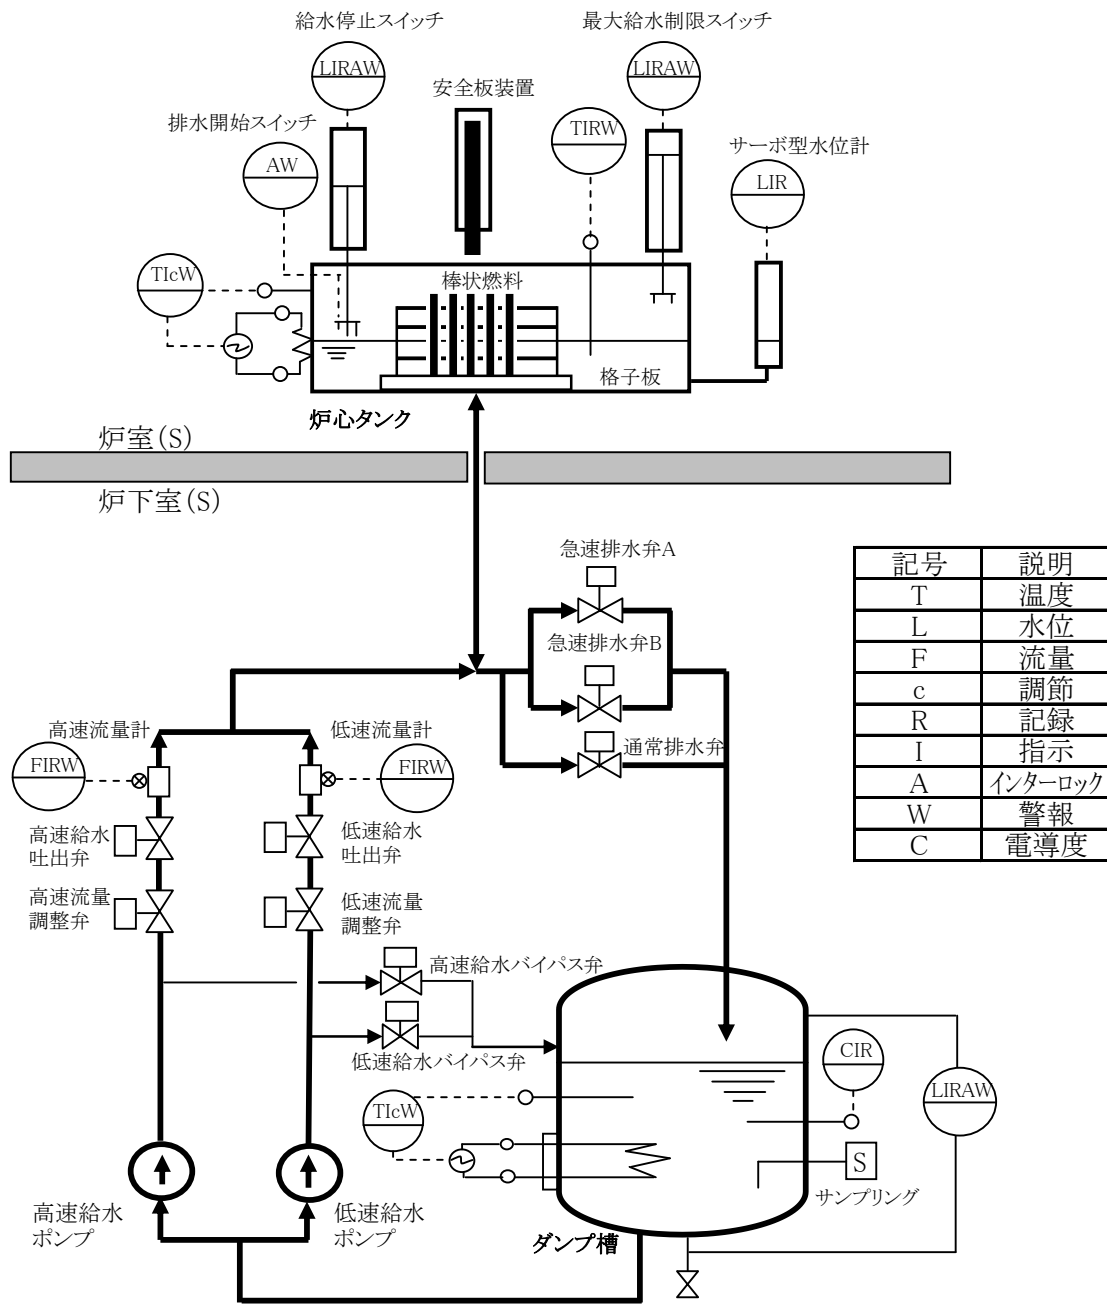 給水停止スイッチ
最大給水制限スイッチ
LIRAW
LIRAW
安全板装置
排水開始スイッチ
TIRW
サーボ型水位計
AW
LIR
TIcW
棒状燃料
格子板
炉心タンク
炉室(S)
炉下室(S)
急速排水弁A
急速排水弁B
通常排水弁
記号 説明
T 温度
L 水位
F 流量
c 調節
R 記録
I 指示
A インターロック
W 警報
C 電導度
高速流量計
低速流量計
FIRW
FIRW
高速給水
吐出弁
低速給水
吐出弁
高速流量
調整弁
低速流量
調整弁
高速給水バイパス弁
低速給水バイパス弁
CIR
LIRAW
TIcW
S
サンプリング
高速給水
ポンプ
低速給水
ポンプ
ダンプ槽